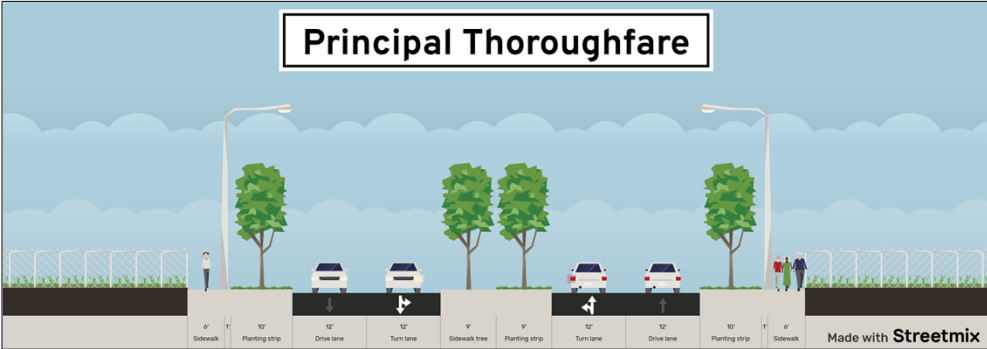 Principal Thoroughfare
6' 1' 10' 12' 12' 9' 9' 12' 12' 10' 1' 6'
Sidewalk Planting strip Drive lane Turn lane Sidewalk tree Planting strip Turn lane Drive lane Planting strip Sidewalk
Made with Streetmix